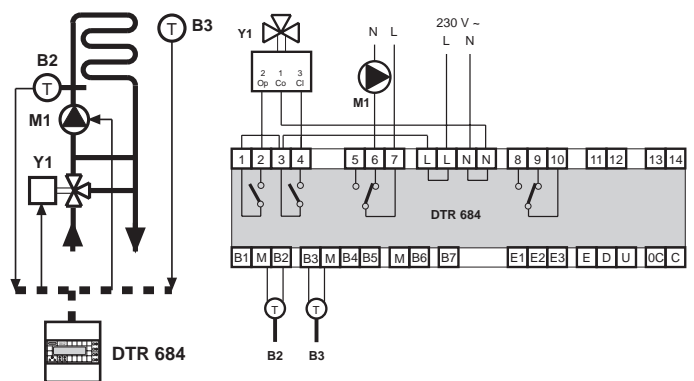 B2
T
T
B3
M1
Y1
DTR 684
Y1
2 1 3
Op Co Cl
N L
M1
230 V ~
L N
1 2 3 4 5 6 7 L L N N 8 9 10 11 12 13 14
DTR 684
B1 M B2 B3 M B4 B5 M B6 B7 E1 E2 E3 E D U 0C C
T T
B2 B3